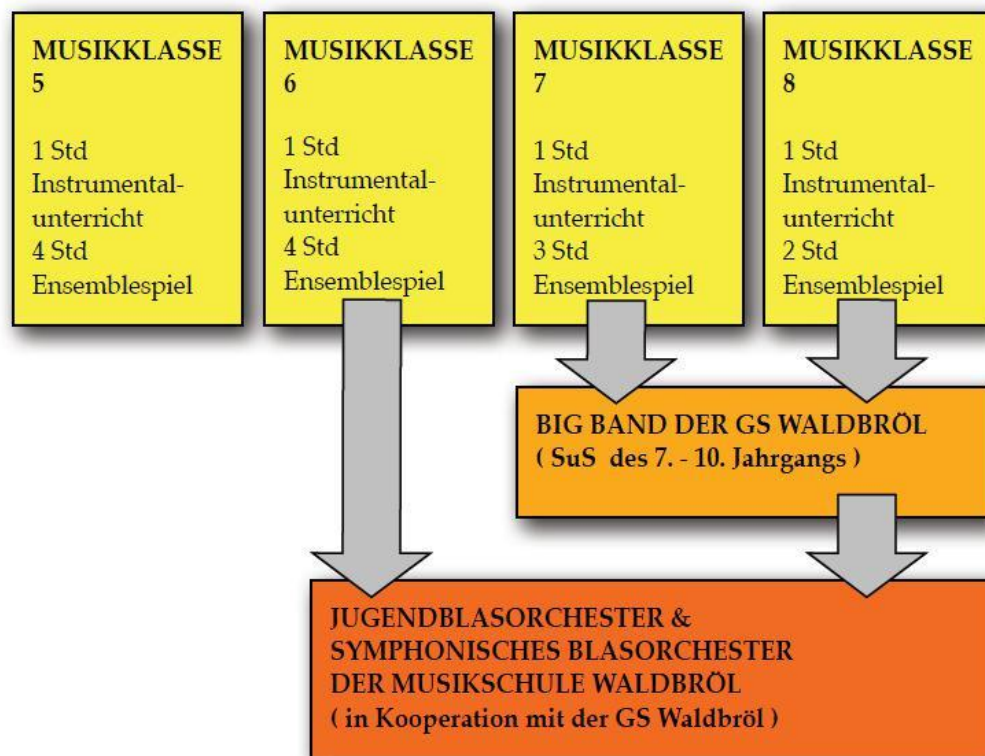 MUSIKKLASSE
5
1 Std
Instrumental-
unterricht
4 Std
Ensemblespiel
MUSIKKLASSE
6
1 Std
Instrumental-
unterricht
4 Std
Ensemblespiel
MUSIKKLASSE
7
1 Std
Instrumental-
unterricht
3 Std
Ensemblespiel
MUSIKKLASSE
8
1 Std
Instrumental-
unterricht
2 Std
Ensemblespiel
BIG BAND DER GS WALDBRÖL
( SuS des 7. - 10. Jahrgangs )
JUGENDBLASORCHESTER &
SYMPHONISCHES BLASORCHESTER
DER MUSIKSCHULE WALDBRÖL
( in Kooperation mit der GS Waldbröl )